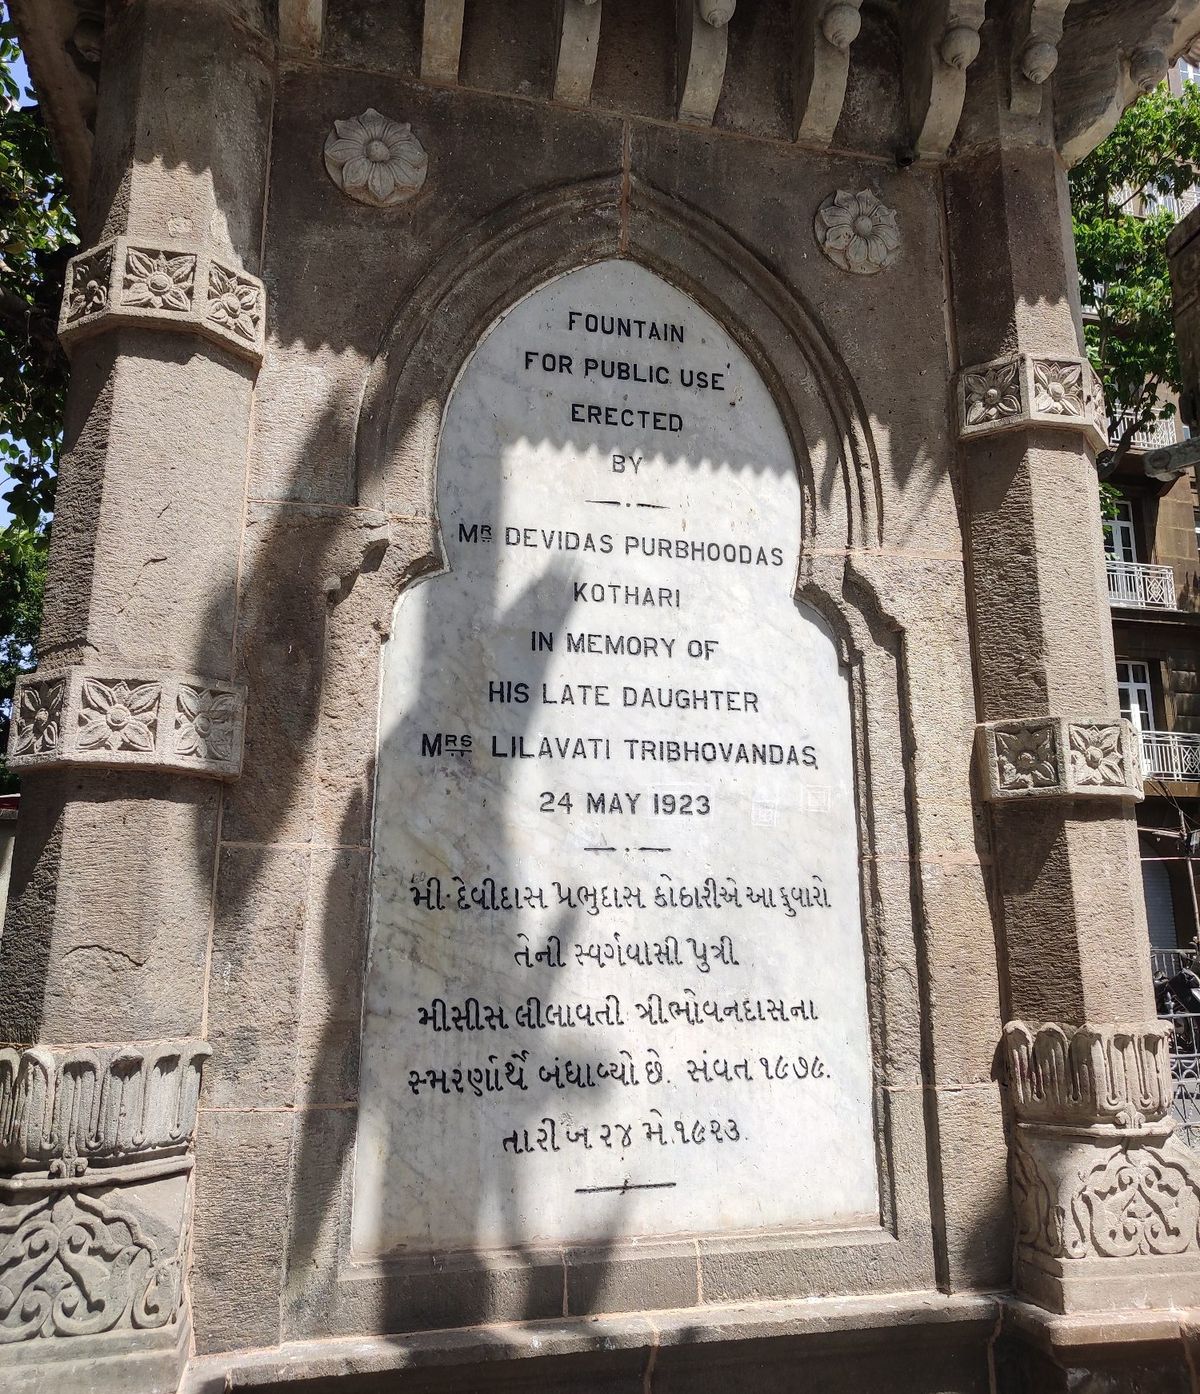 FOUNTAIN
FOR PUBLIC USE
ERECTED
BY
MRS DEVIDAS PURBHOODAS
KOTHARI
IN MEMORY OF
HIS LATE DAUGHTER
MRS LILAVATI TRIBHOVANDAS
24 MAY 1923
મી. દેવીદાસ પ્રભુદાસ કોઠારીએ આ ફુવારો
તેની સ્વર્ગવાસી પુત્રી
મીસીસ લીલાવતી ત્રીભોવનદાસના
સ્મરણાર્થે બંધાવ્યો છે. સંવત ૧૯૭૯.
તારીખ ૨૪ મે ૧૯૨૩.